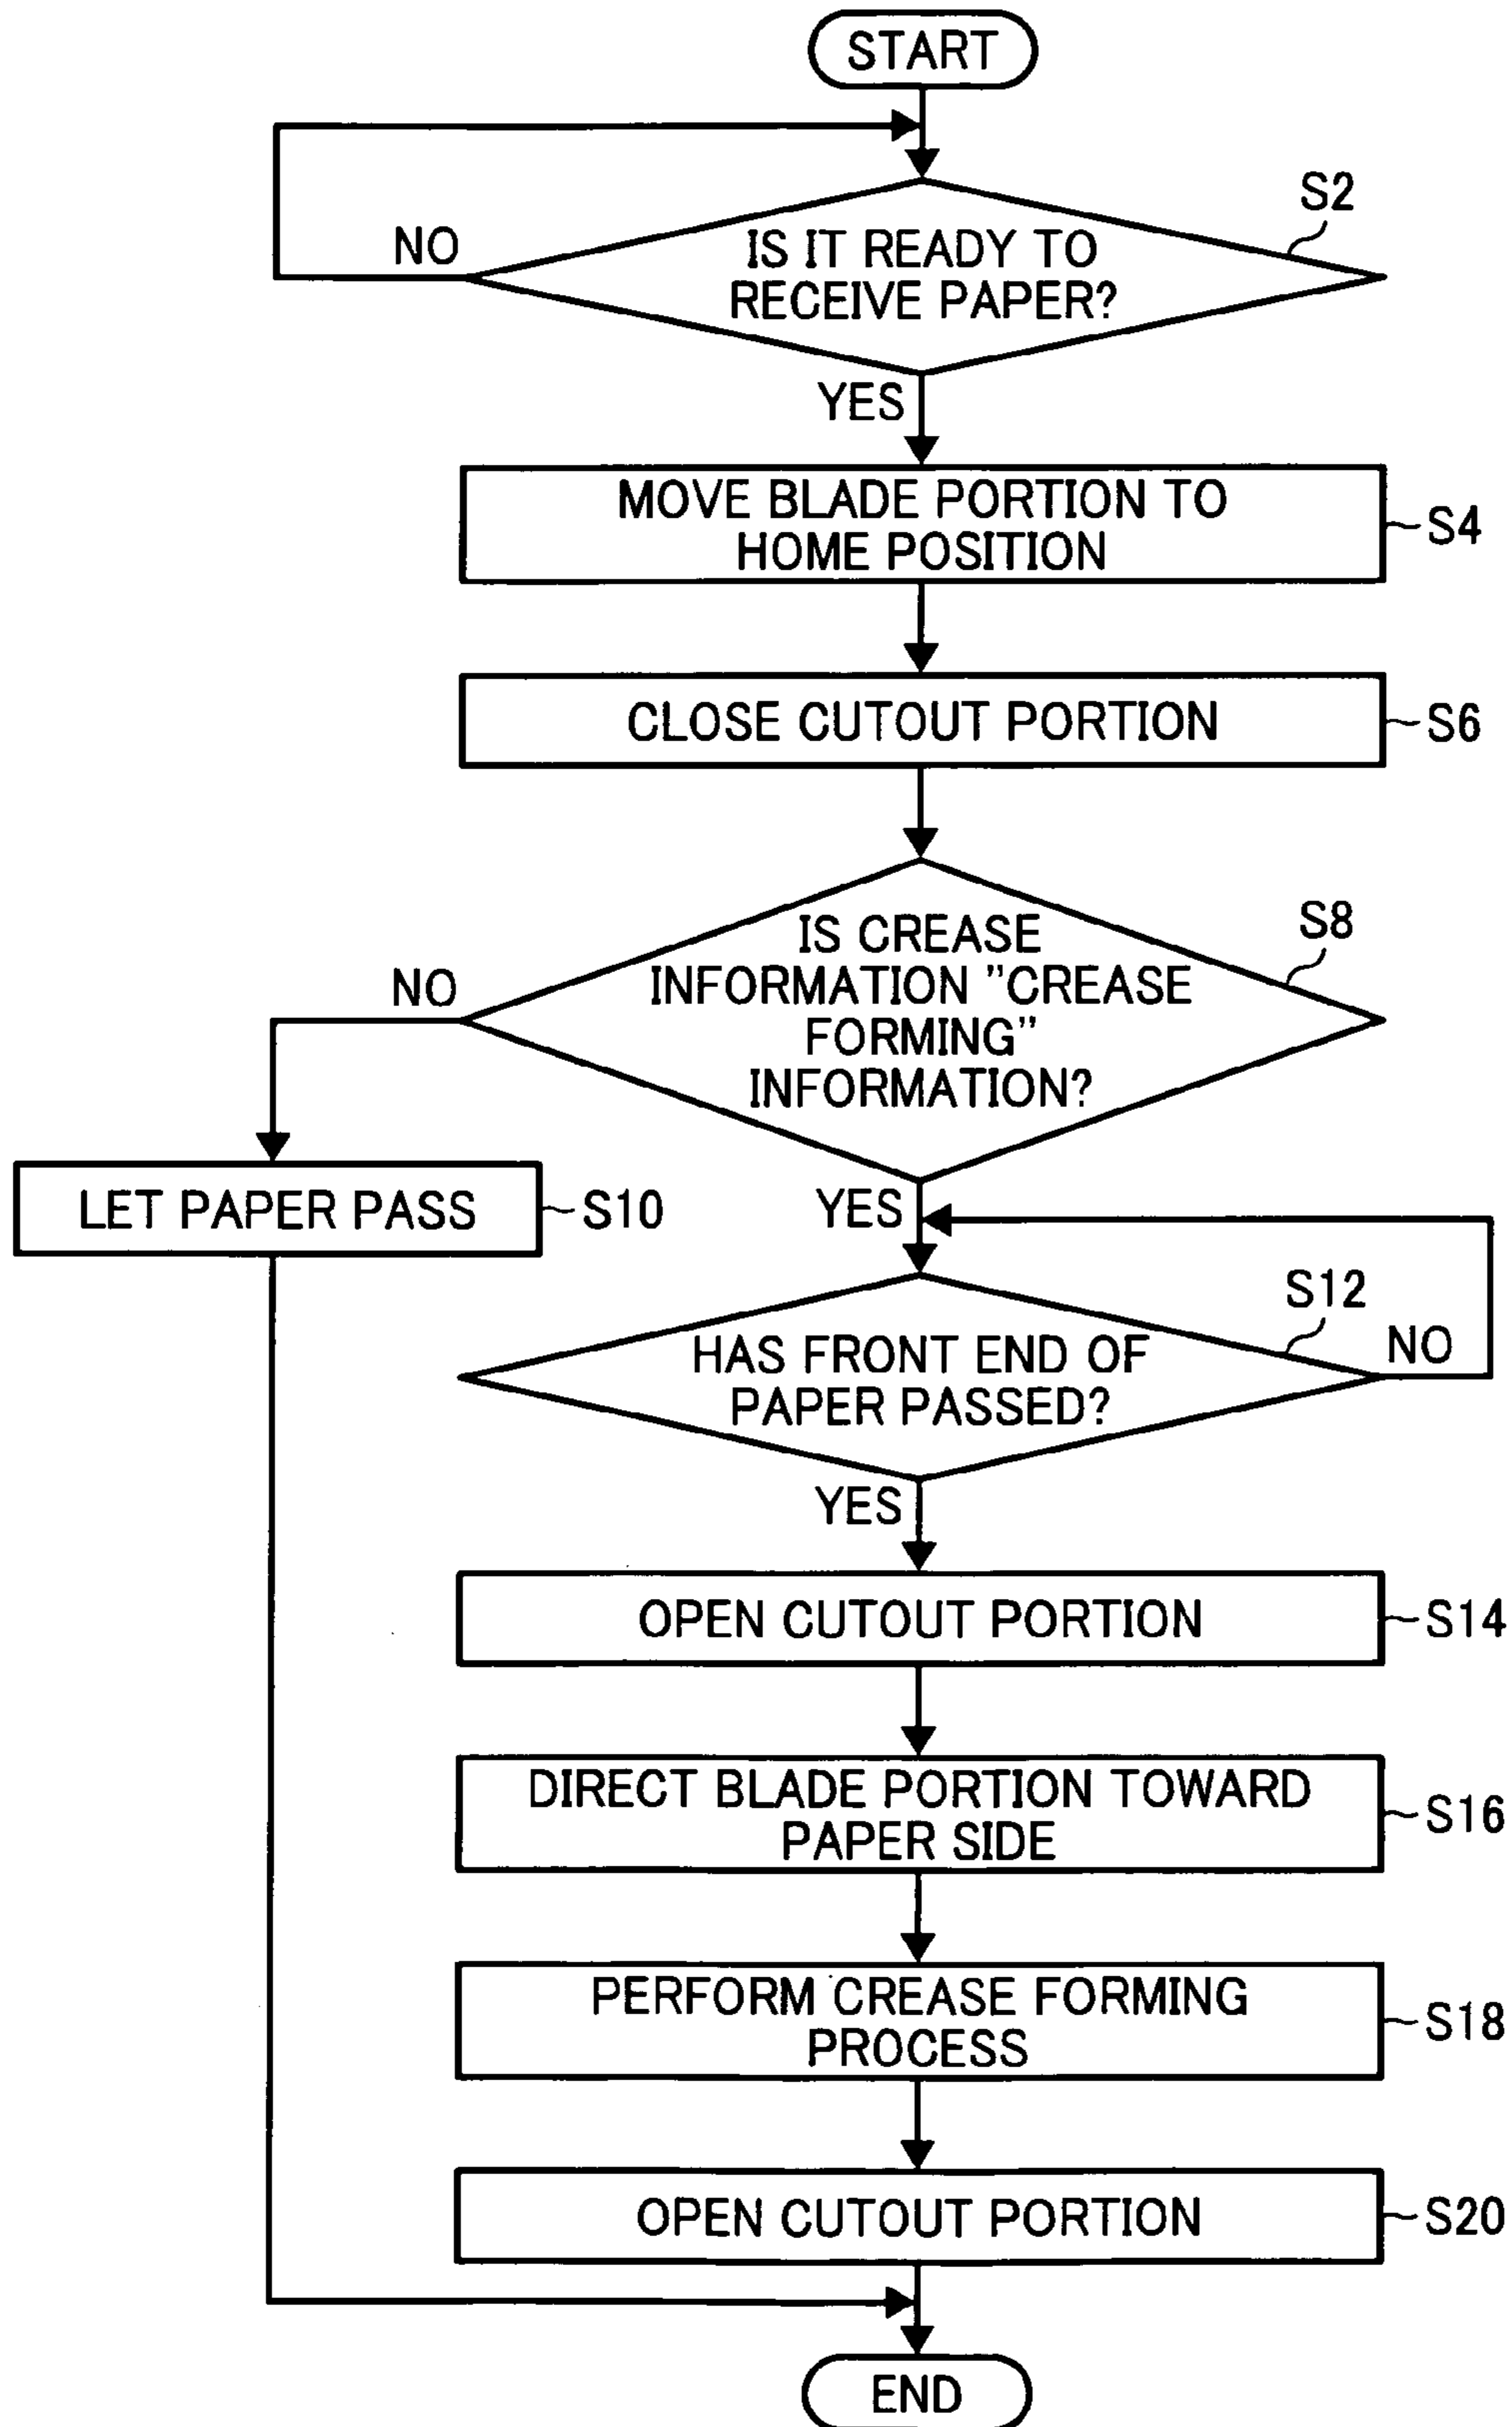 START
S2
NO
IS IT READY TO
RECEIVE PAPER?
YES
MOVE BLADE PORTION TO
HOME POSITION
S4
CLOSE CUTOUT PORTION
S6
S8
IS CREASE
INFORMATION "CREASE
FORMING"
INFORMATION?
NO
LET PAPER PASS
S10
YES
S12
HAS FRONT END OF
PAPER PASSED?
NO
YES
OPEN CUTOUT PORTION
S14
DIRECT BLADE PORTION TOWARD
PAPER SIDE
S16
PERFORM CREASE FORMING
PROCESS
S18
OPEN CUTOUT PORTION
S20
END